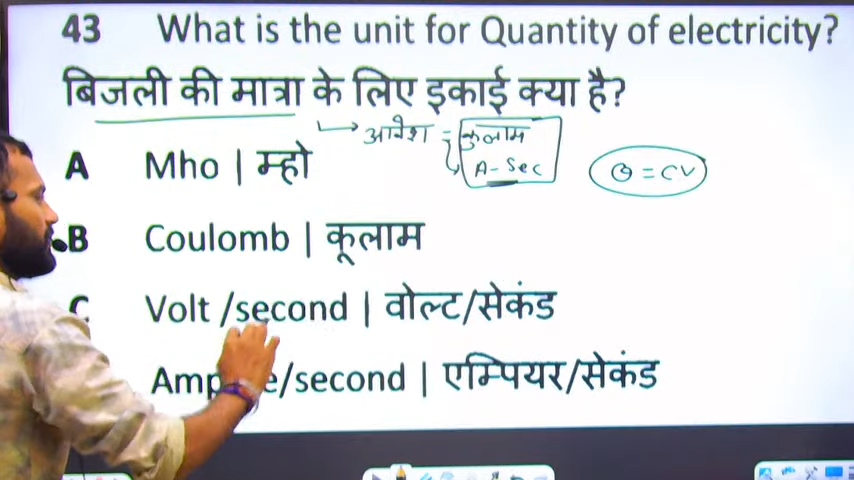 43 What is the unit for Quantity of electricity?
बिजली की मात्रा के लिए इकाई क्या है?
→ आवेश = कुलाम
A-Sec
Q = CV
A Mho | म्हो
B Coulomb | कूलाम
C Volt /second | वोल्ट/सेकंड
Amp e/second | एम्पियर/सेकंड